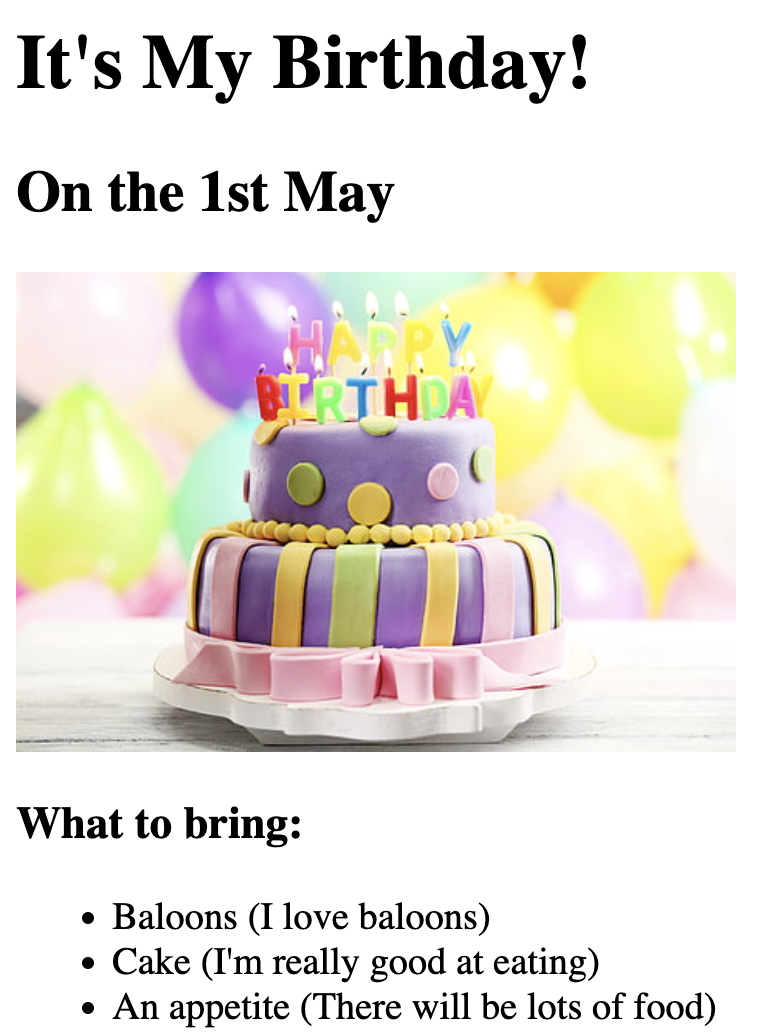 It's My Birthday!
On the 1st May
HAPPY
BIRTHDAY
What to bring:
Baloons (I love baloons)
Cake (I'm really good at eating)
An appetite (There will be lots of food)